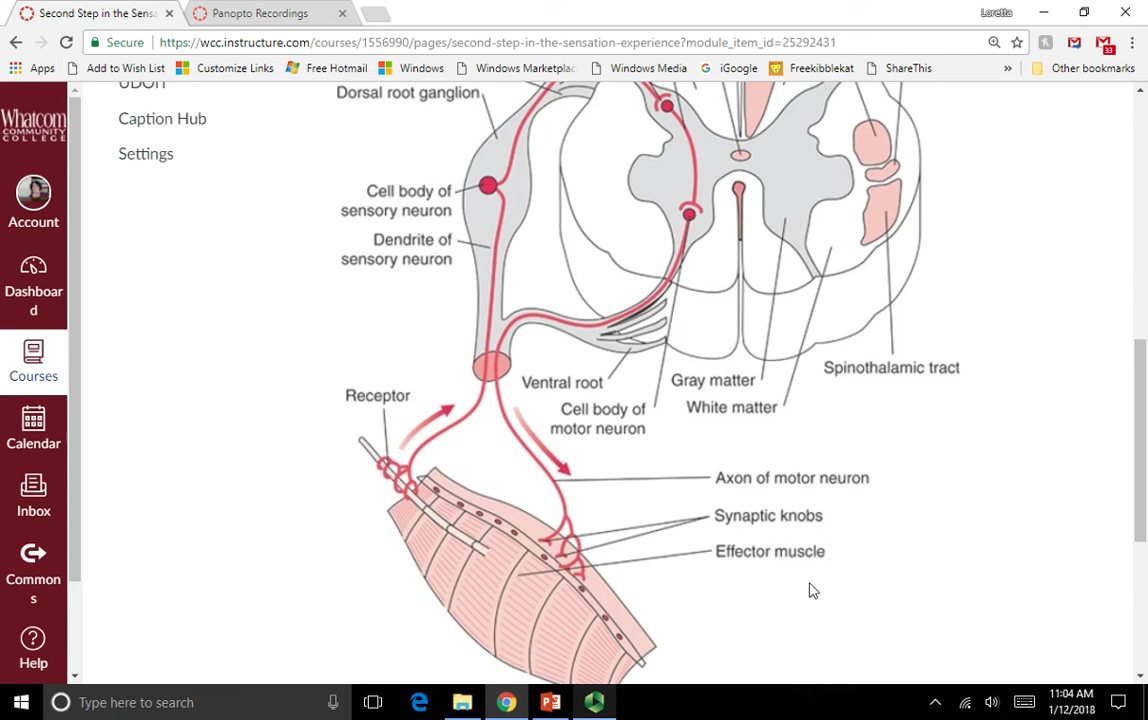 Second Step in the Sensa
Panopto Recordings
Loretta
Secure
https://wcc.instructure.com/courses/1556990/pages/second-step-in-the-sensation-experience?module_item_id=25292431
33
Apps
Add to Wish List
Customize Links
Free Hotmail
Windows
Windows Marketplac
Windows Media
iGoogle
Freekibblekat
ShareThis
»
Other bookmarks
WHATCOM
COMMUNITY
COLLEGE
Account
Dashboar
d
Courses
Calendar
Inbox
Common
s
Help
UDOIT
Caption Hub
Settings
Dorsal root ganglion
Cell body of
sensory neuron
Dendrite of
sensory neuron
Receptor
Ventral root
Cell body of
motor neuron
Gray matter
White matter
Spinothalamic tract
Axon of motor neuron
Synaptic knobs
Effector muscle
Type here to search
11:04 AM
1/12/2018